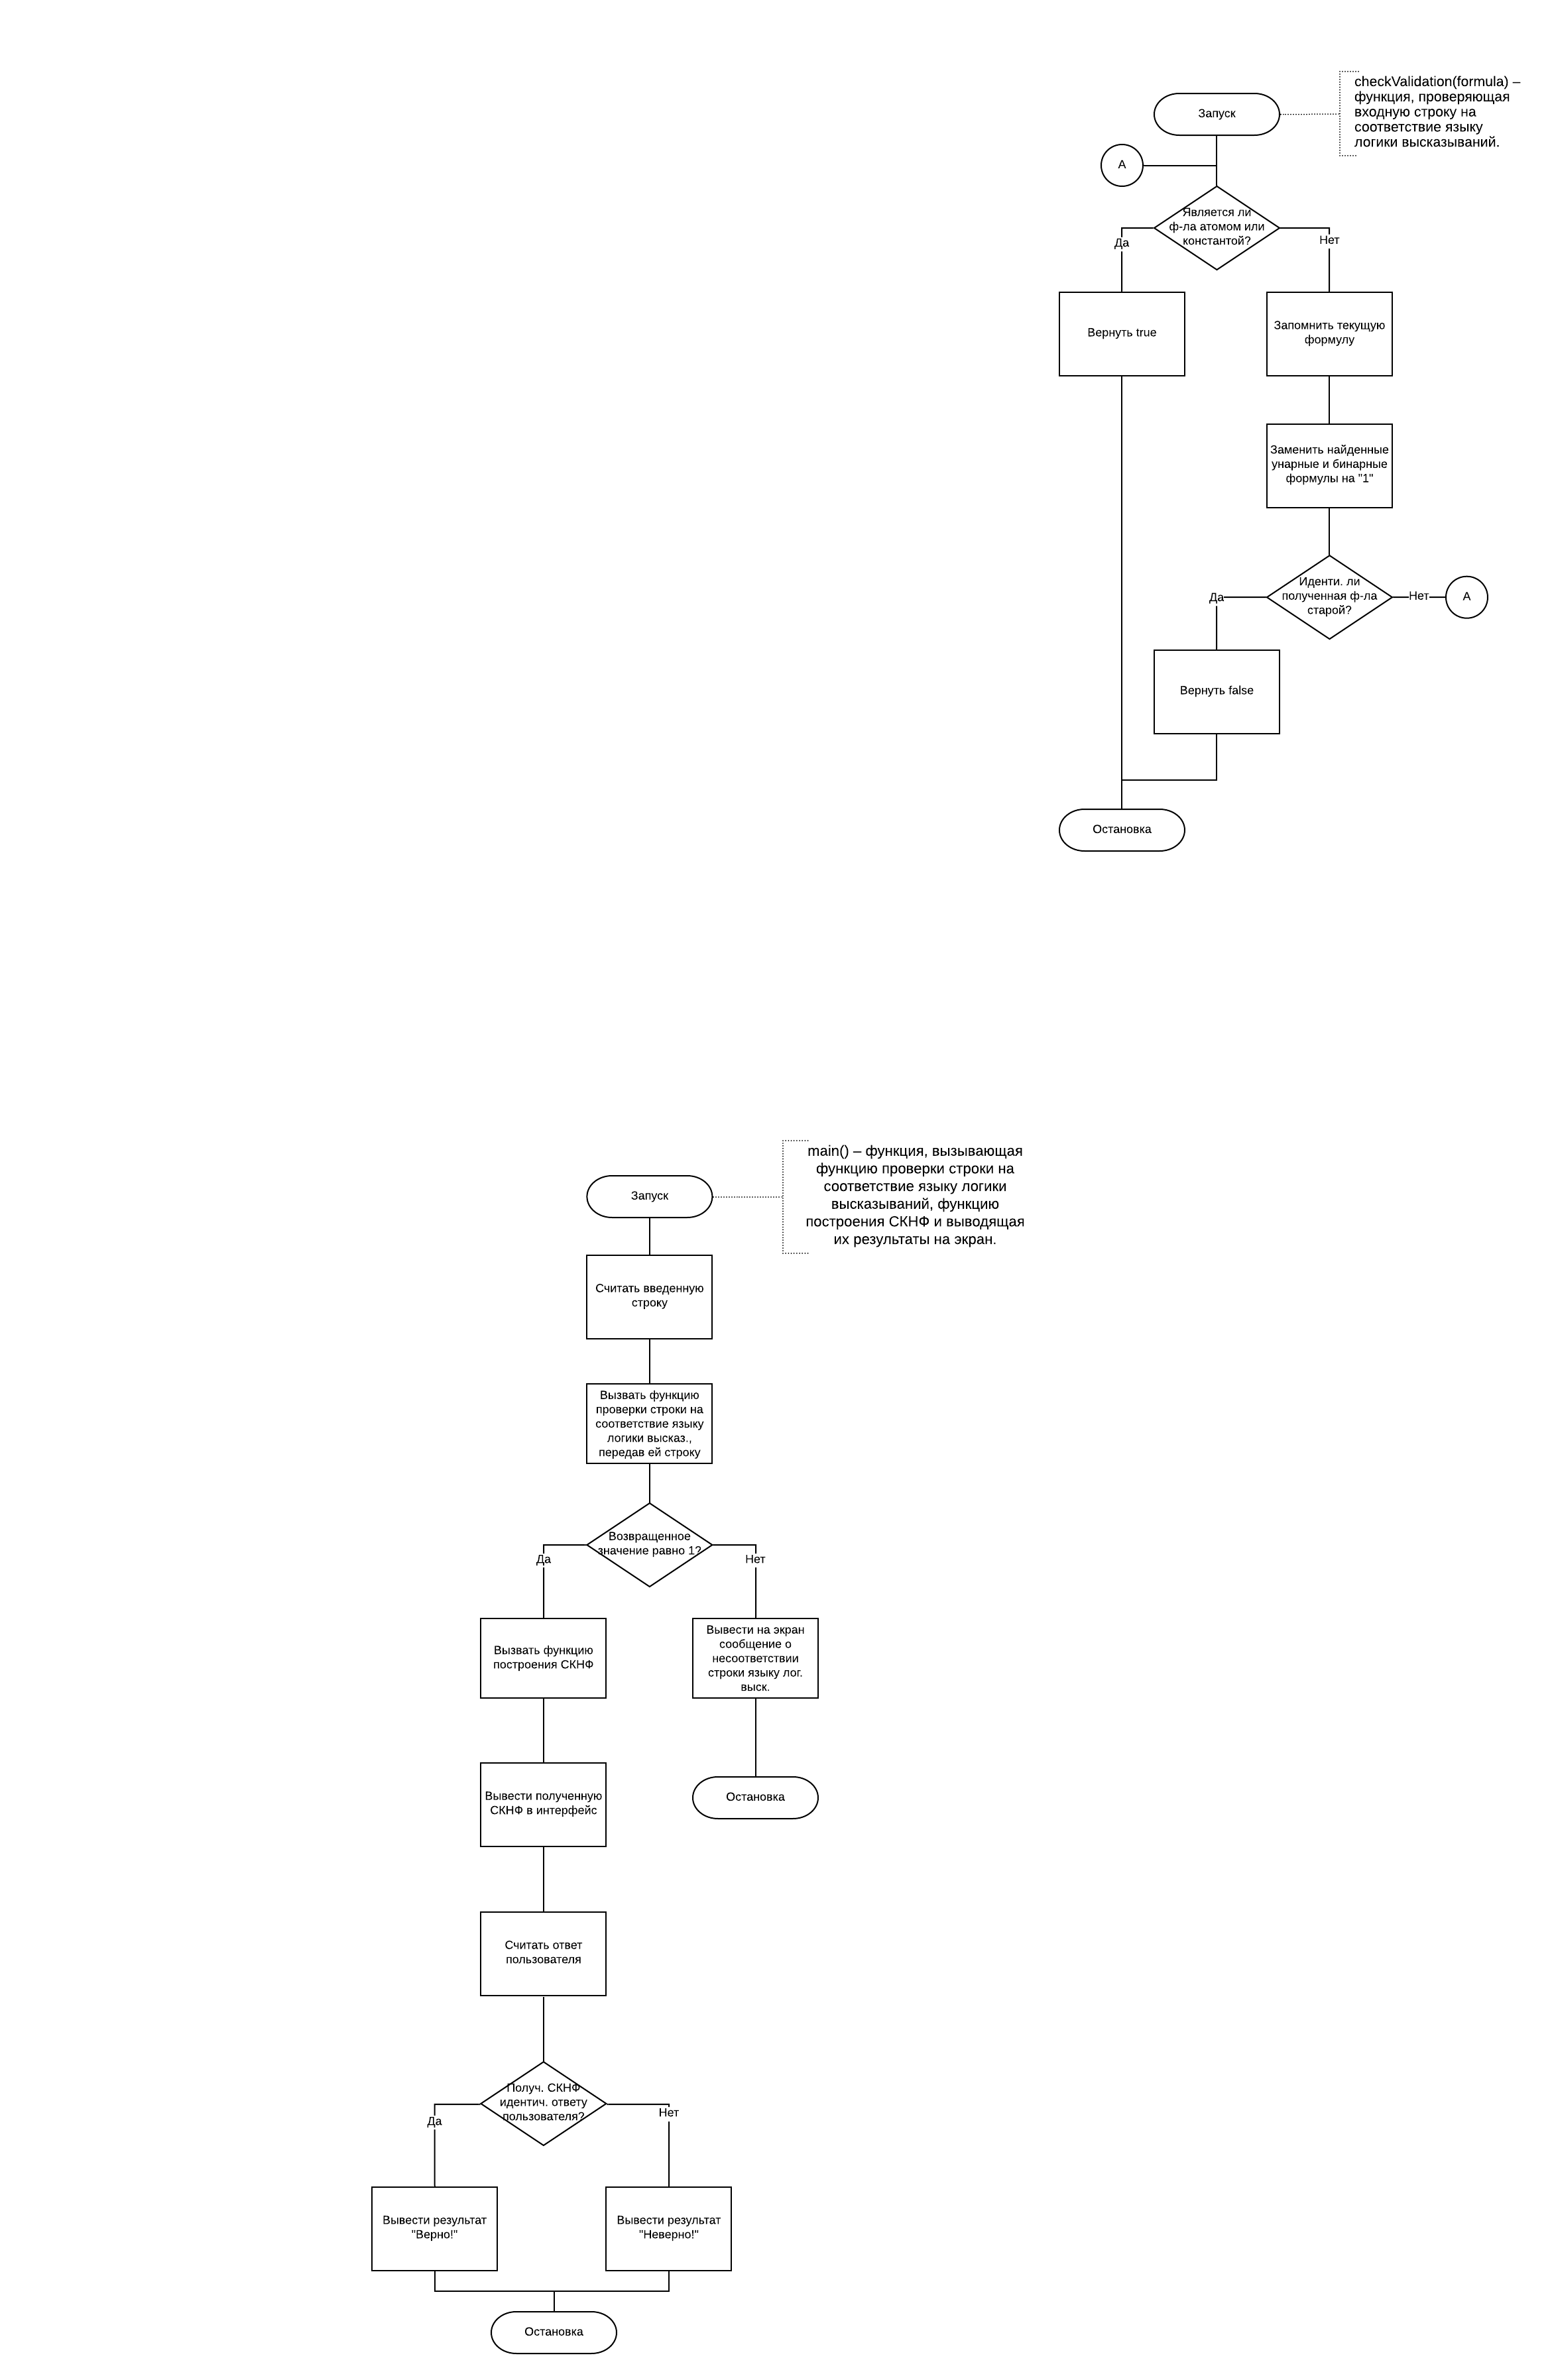 checkValidation(formula) –
функция, проверяющая
входную строку на
соответствие языку
логики высказываний.
Запуск
А
Является ли
ф-ла атомом или
константой?
Да
Нет
Вернуть true
Запомнить текущую
формулу
Заменить найденные
унарные и бинарные
формулы на "1"
Иденти. ли
полученная ф-ла
старой?
Да
Нет
А
Вернуть false
Остановка
main() – функция, вызывающая
функцию проверки строки на
соответствие языку логики
высказываний, функцию
построения СКНФ и выводящая
их результаты на экран.
Запуск
Считать введенную
строку
Вызвать функцию
проверки строки на
соответствие языку
логики высказ.,
передав ей строку
Возвращенное
значение равно 1?
Да
Нет
Вызвать функцию
построения СКНФ
Вывести на экран
сообщение о
несоответствии
строки языку лог.
выск.
Вывести полученную
СКНФ в интерфейс
Остановка
Считать ответ
пользователя
Получ. СКНФ
идентич. ответу
пользователя?
Да
Нет
Вывести результат
"Верно!"
Вывести результат
"Неверно!"
Остановка